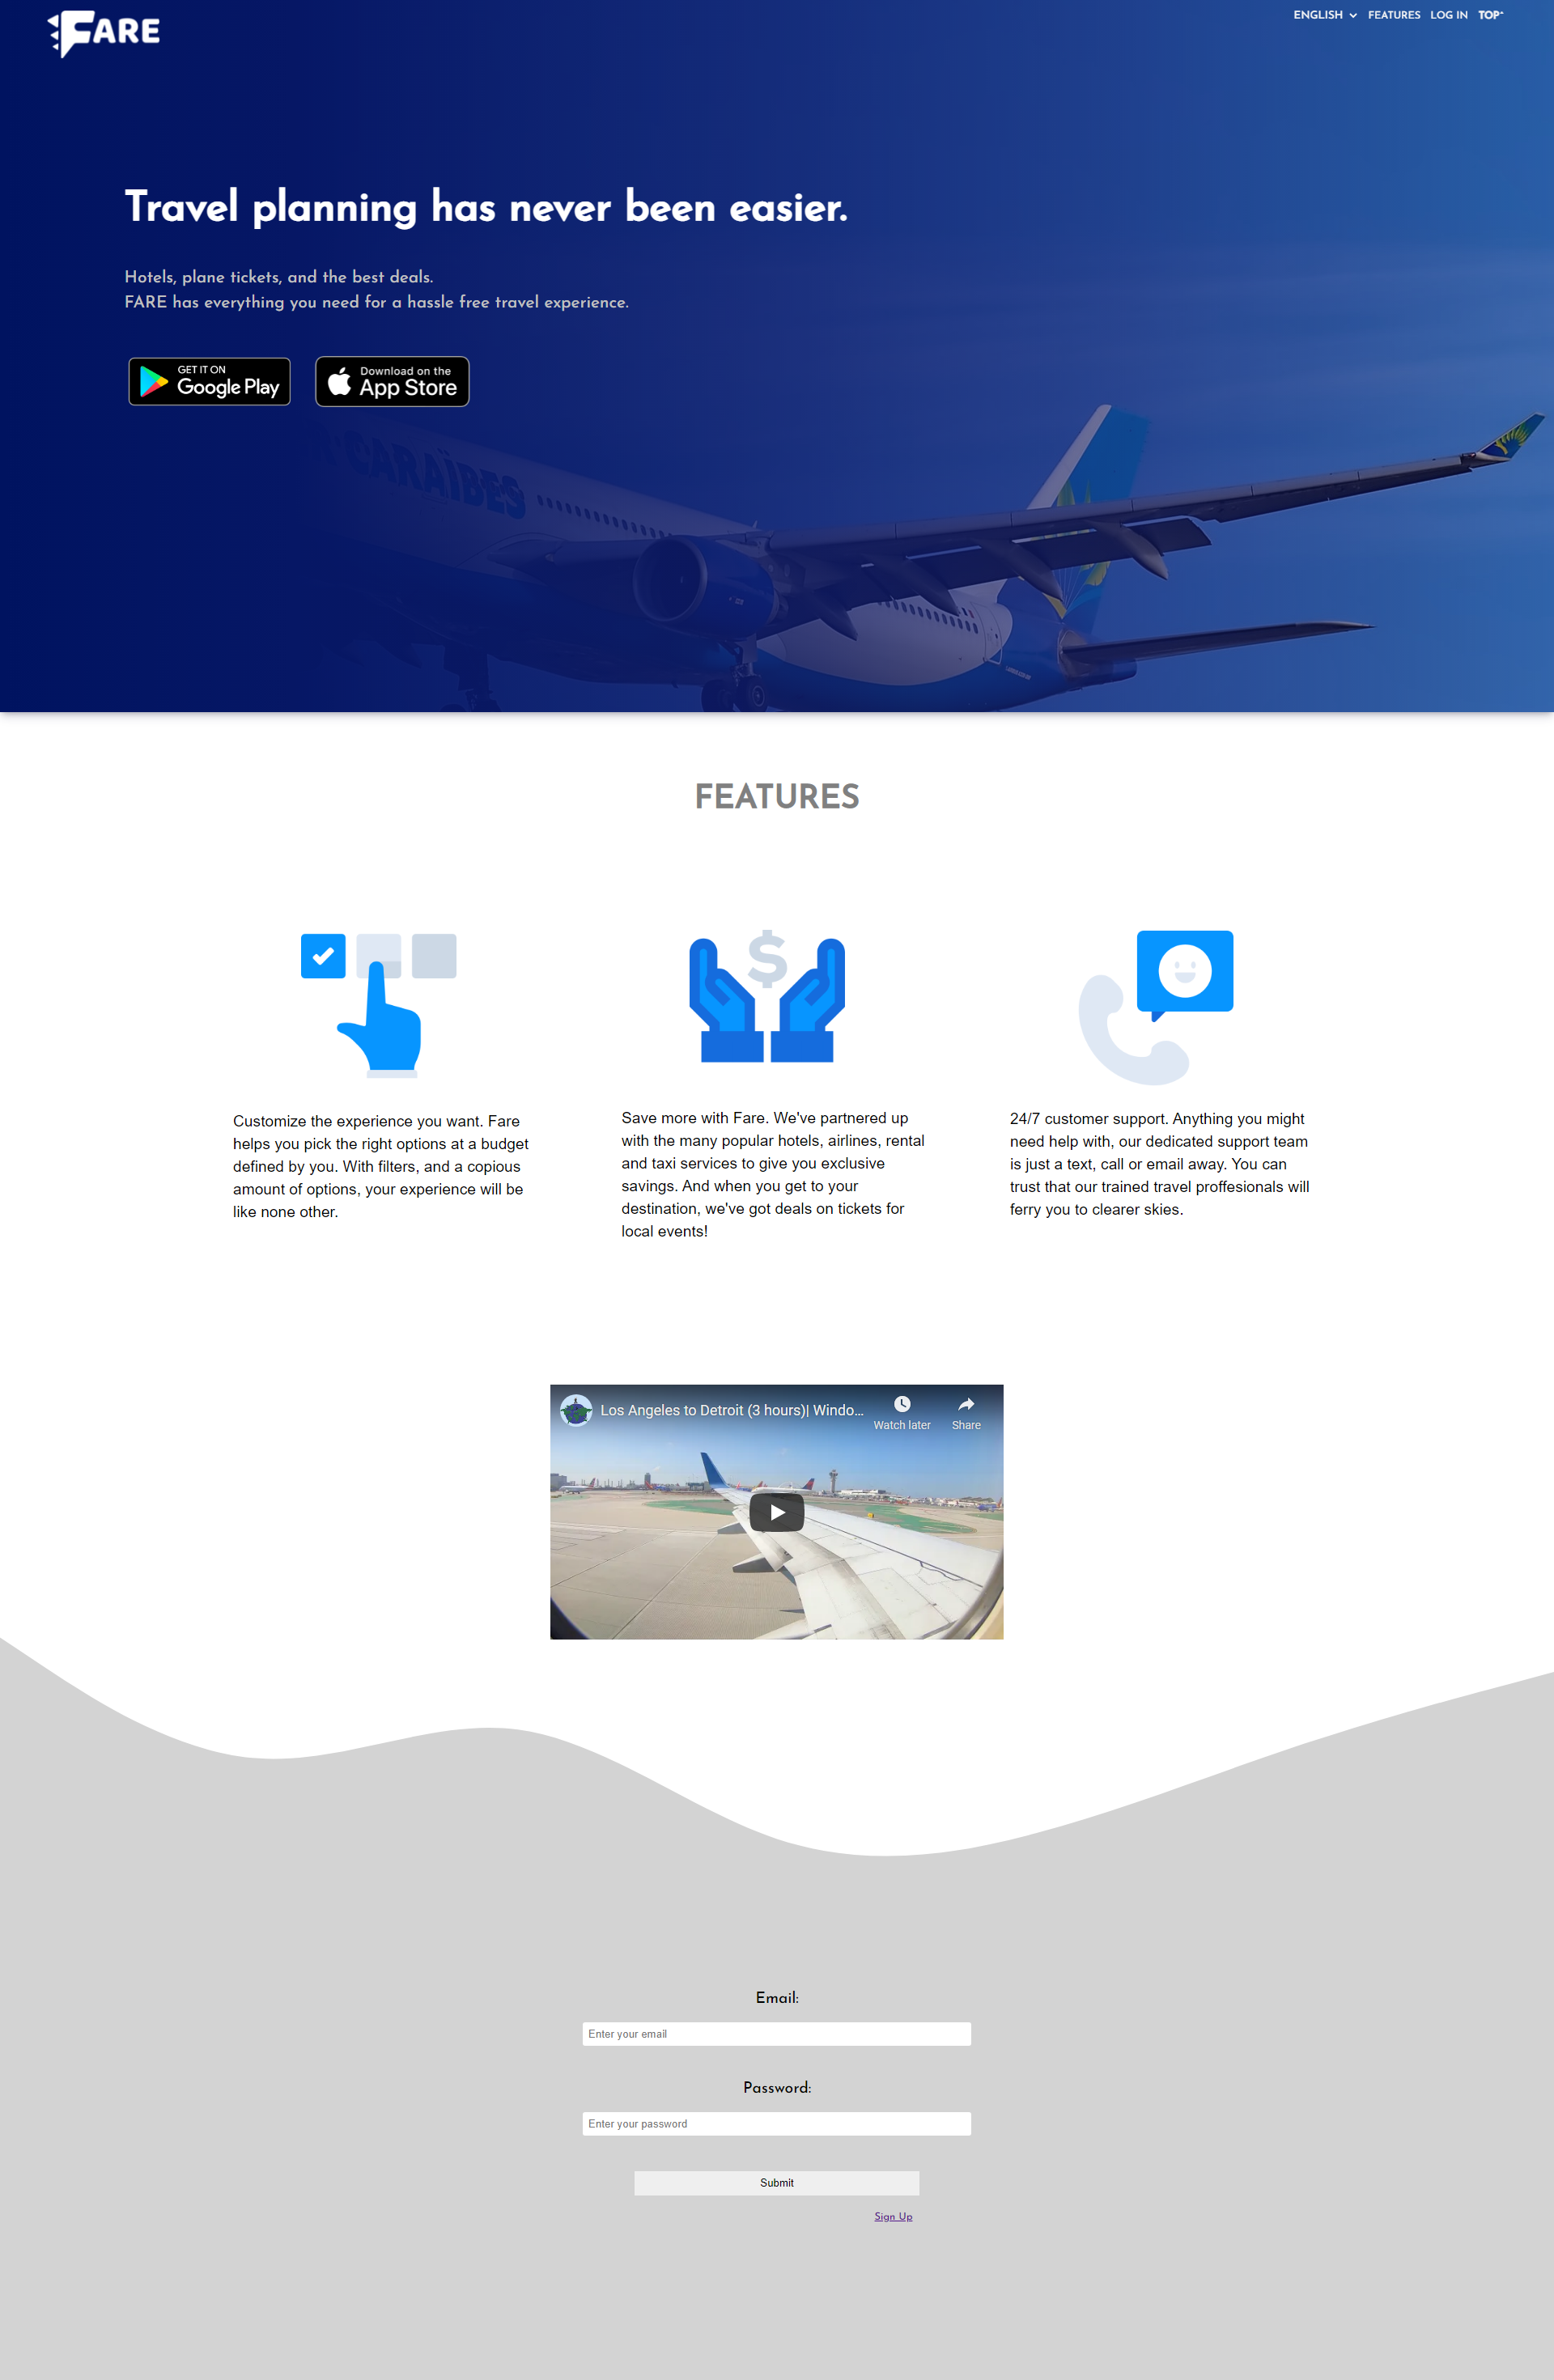 FARE
ENGLISH FEATURES LOG IN TOP^
Travel planning has never been easier.
Hotels, plane tickets, and the best deals.
FARE has everything you need for a hassle free travel experience.
GET IT ON
Google Play
Download on the
App Store
CARAÏBES
FEATURES
Customize the experience you want. Fare
helps you pick the right options at a budget
defined by you. With filters, and a copious
amount of options, your experience will be
like none other.
Save more with Fare. We've partnered up
with the many popular hotels, airlines, rental
and taxi services to give you exclusive
savings. And when you get to your
destination, we've got deals on tickets for
local events!
24/7 customer support. Anything you might
need help with, our dedicated support team
is just a text, call or email away. You can
trust that our trained travel proffesionals will
ferry you to clearer skies.
Los Angeles to Detroit (3 hours)| Windo...
Watch later
Share
Email:
Enter your email
Password:
Enter your password
Submit
Sign Up